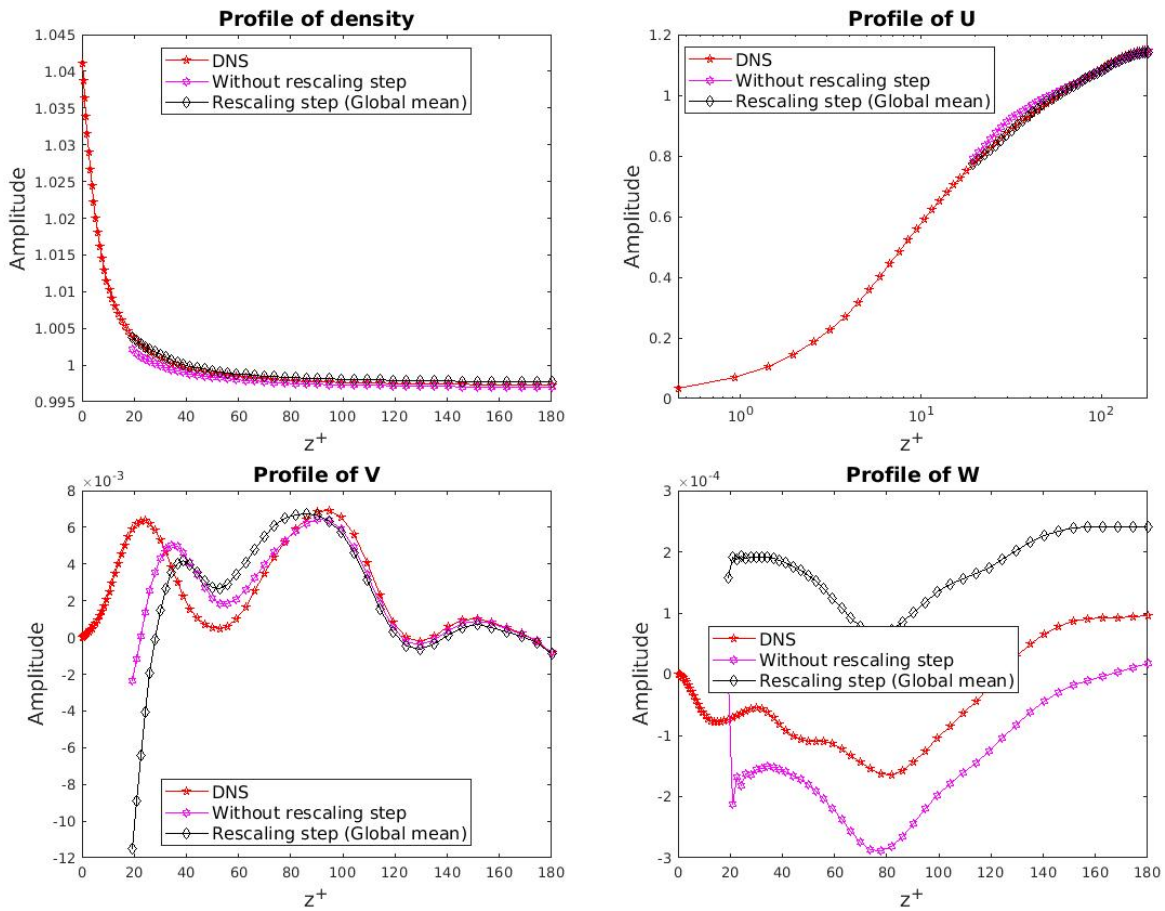 Profile of density
1.045
1.04
1.035
1.03
1.025
1.02
1.015
1.01
1.005
1
0.995
Amplitude
DNS
Without rescaling step
Rescaling step (Global mean)
0 20 40 60 80 100 120 140 160 180
z⁺
Profile of U
1.2
1
0.8
0.6
0.4
0.2
0
Amplitude
DNS
Without rescaling step
Rescaling step (Global mean)
10⁰ 10¹ 10²
z⁺
Profile of V
×10⁻³
8
6
4
2
0
-2
-4
-6
-8
-10
-12
Amplitude
DNS
Without rescaling step
Rescaling step (Global mean)
0 20 40 60 80 100 120 140 160 180
z⁺
Profile of W
×10⁻⁴
3
2
1
0
-1
-2
-3
Amplitude
DNS
Without rescaling step
Rescaling step (Global mean)
0 20 40 60 80 100 120 140 160 180
z⁺